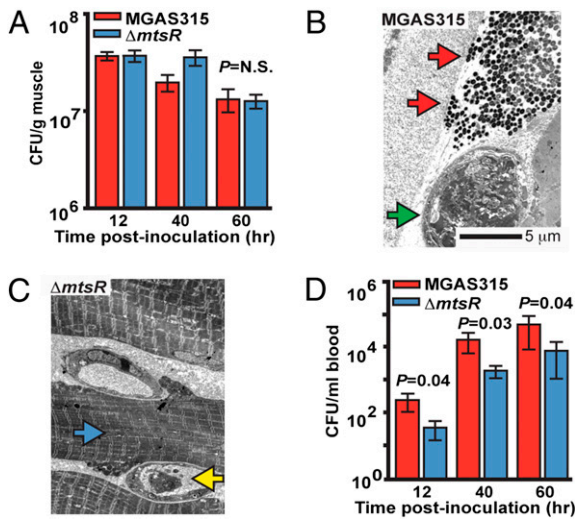 A
MGAS315
ΔmtsR
P=N.S.
CFU/g muscle
10^8
10^7
10^6
12 40 60
Time post-inoculation (hr)
B
MGAS315
5 μm
C
ΔmtsR
D
MGAS315
ΔmtsR
P=0.04
P=0.03
P=0.04
CFU/ml blood
10^6
10^4
10^2
10^0
12 40 60
Time post-inoculation (hr)